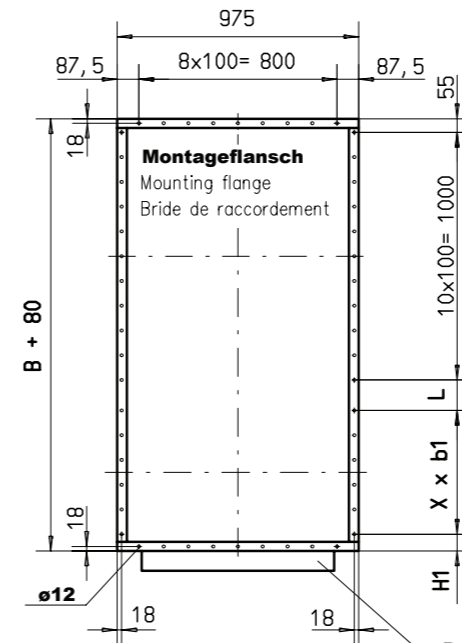 975
87,5
8x100= 800
87,5
55
18
Montageflansch
Mounting flange
Bride de raccordement
10x100= 1000
B + 80
L
X x b1
18
H1
ø12
18
18